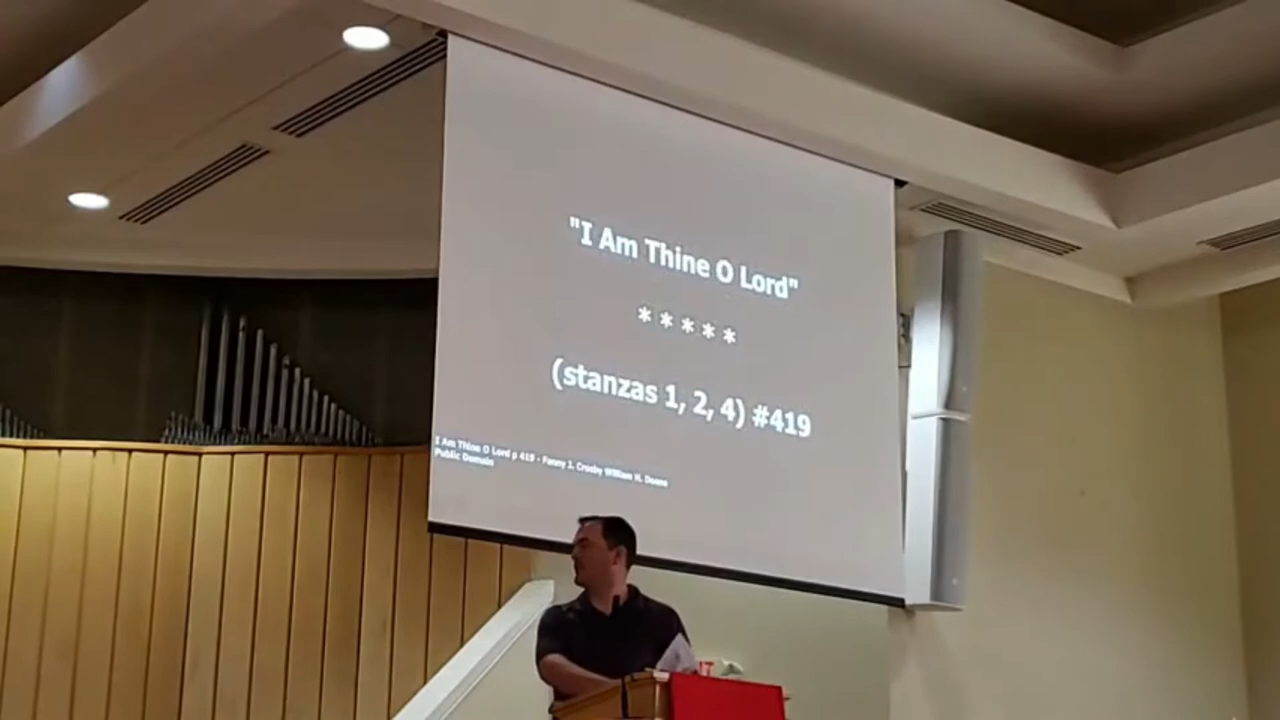 "I Am Thine O Lord"
* * * * *
(stanzas 1, 2, 4) #419
I Am Thine O Lord p 419 - Fanny J. Crosby William H. Doane
Public Domain